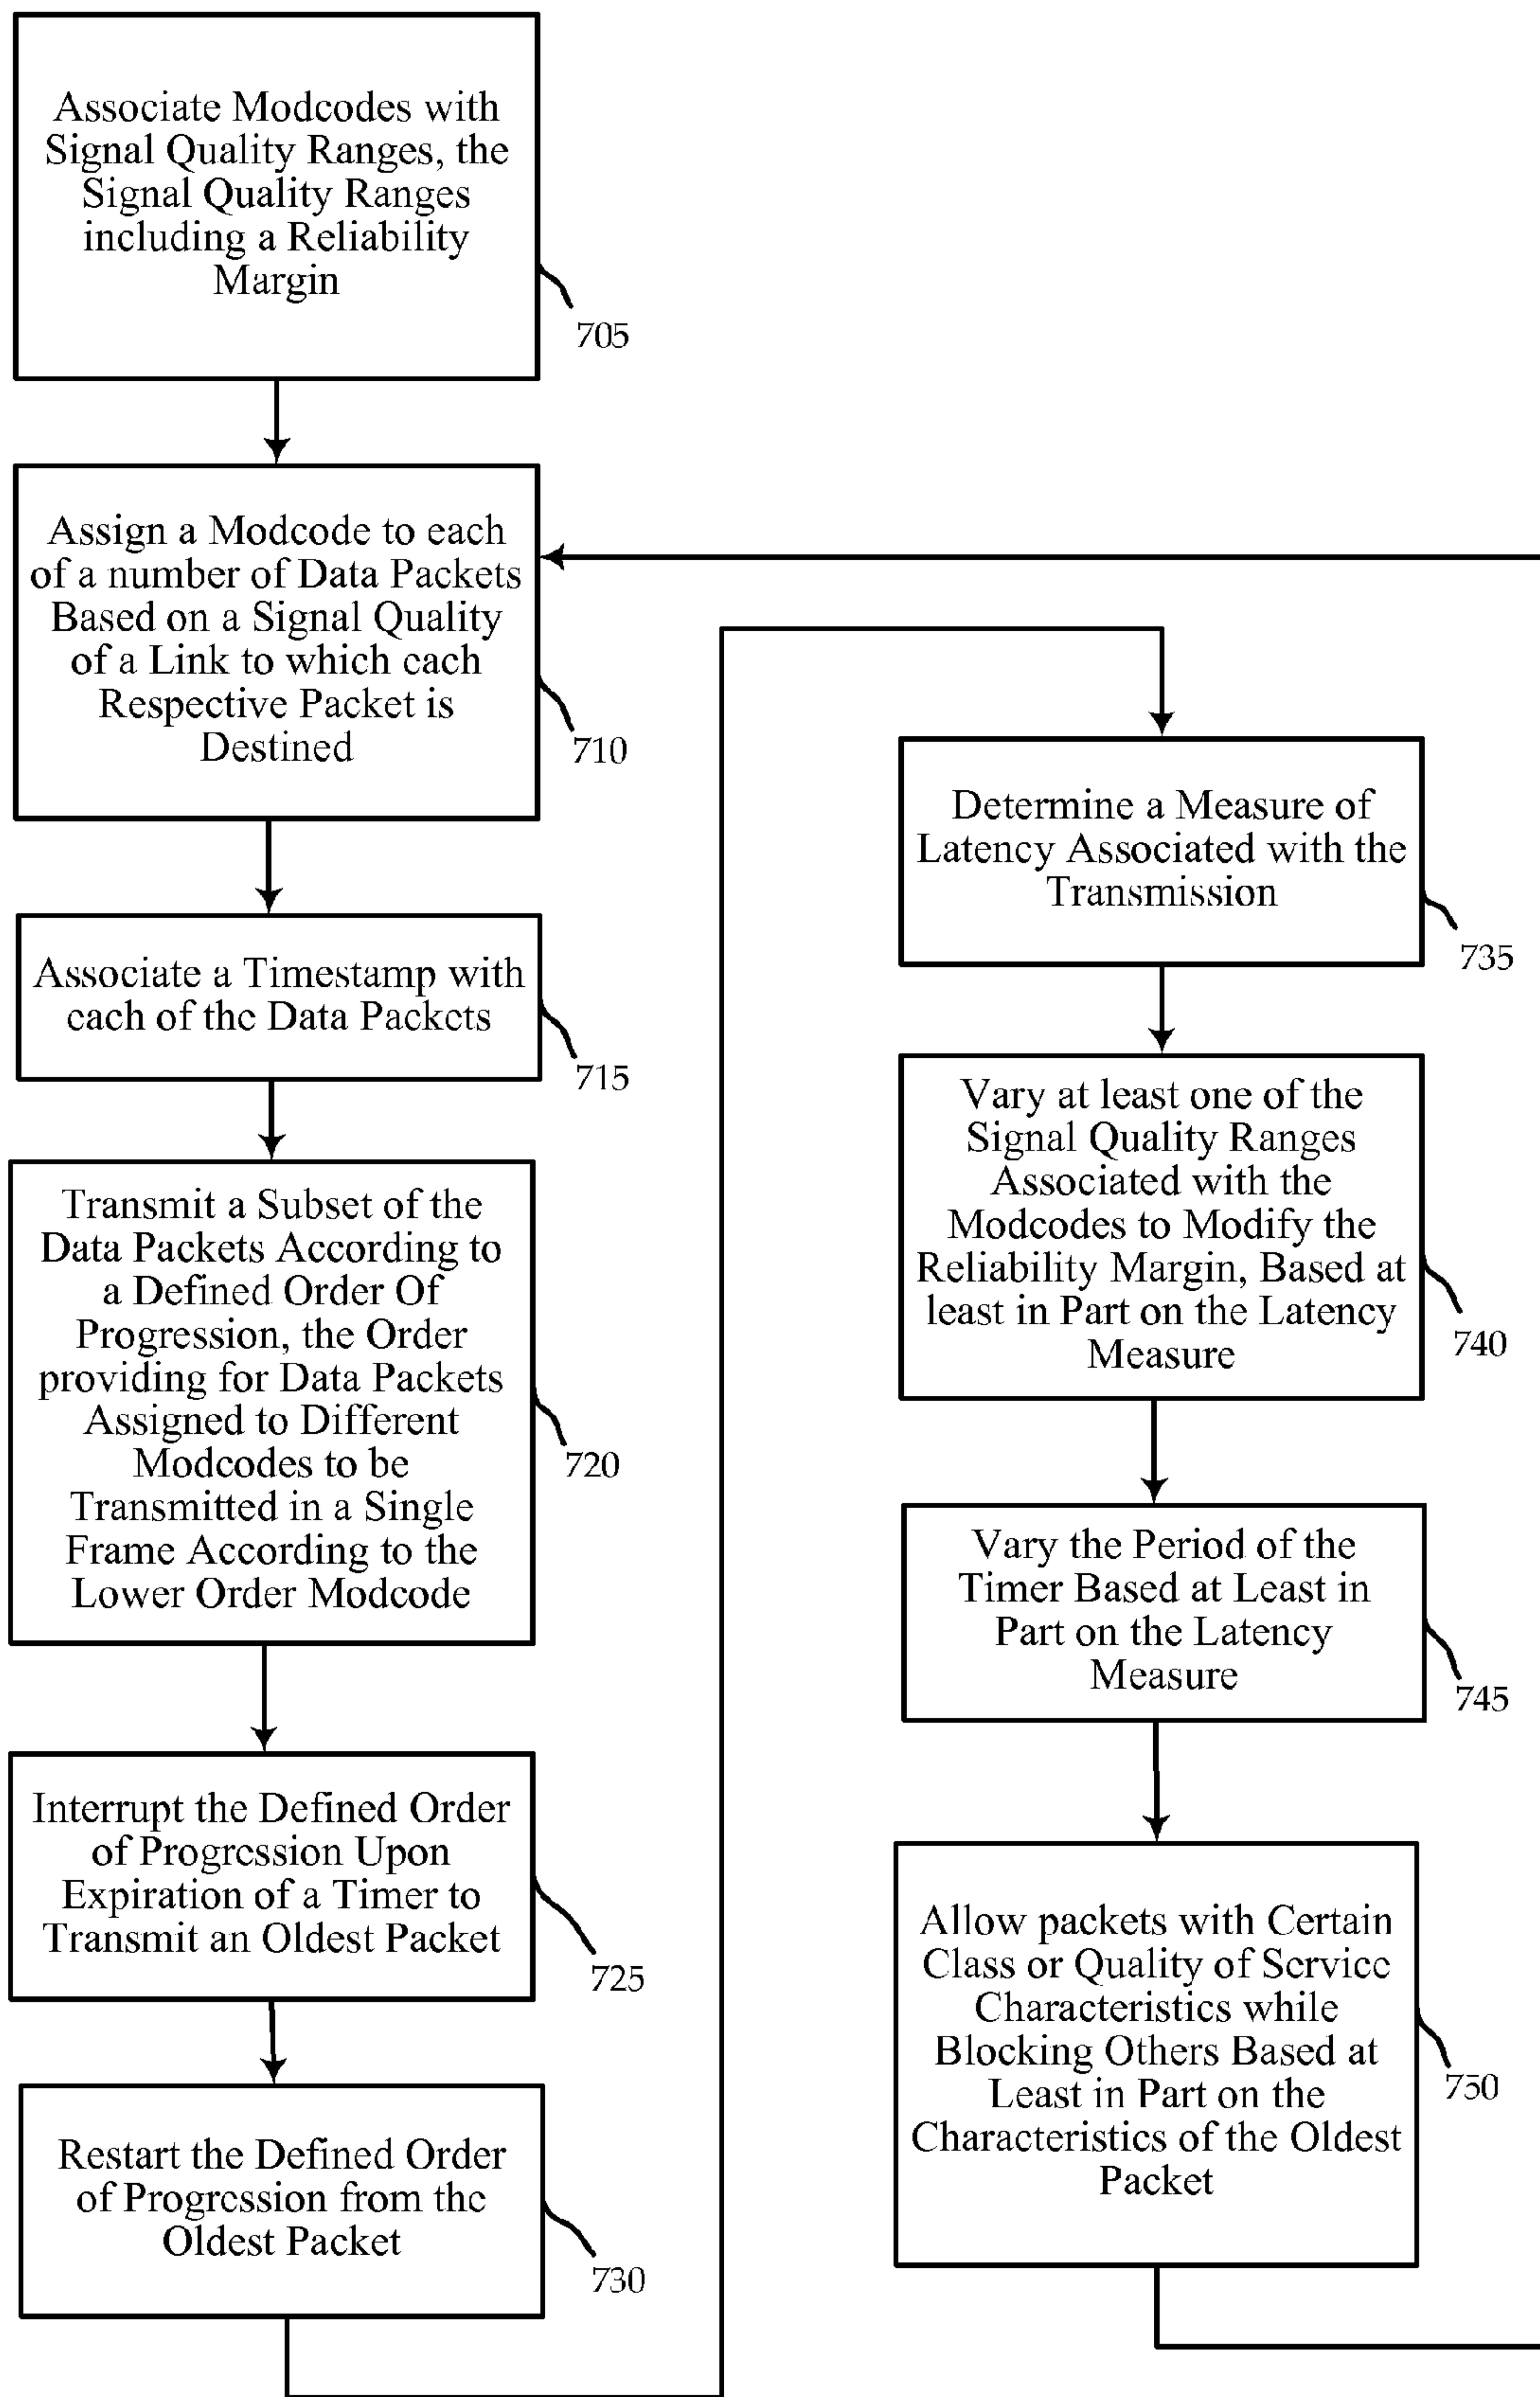 Associate Modcodes with
Signal Quality Ranges, the
Signal Quality Ranges
including a Reliability
Margin
705
Assign a Modcode to each
of a number of Data Packets
Based on a Signal Quality
of a Link to which each
Respective Packet is
Destined
710
Associate a Timestamp with
each of the Data Packets
715
Transmit a Subset of the
Data Packets According to
a Defined Order Of
Progression, the Order
providing for Data Packets
Assigned to Different
Modcodes to be
Transmitted in a Single
Frame According to the
Lower Order Modcode
720
Interrupt the Defined Order
of Progression Upon
Expiration of a Timer to
Transmit an Oldest Packet
725
Restart the Defined Order
of Progression from the
Oldest Packet
730
Determine a Measure of
Latency Associated with the
Transmission
735
Vary at least one of the
Signal Quality Ranges
Associated with the
Modcodes to Modify the
Reliability Margin, Based at
least in Part on the Latency
Measure
740
Vary the Period of the
Timer Based at Least in
Part on the Latency
Measure
745
Allow packets with Certain
Class or Quality of Service
Characteristics while
Blocking Others Based at
Least in Part on the
Characteristics of the Oldest
Packet
750